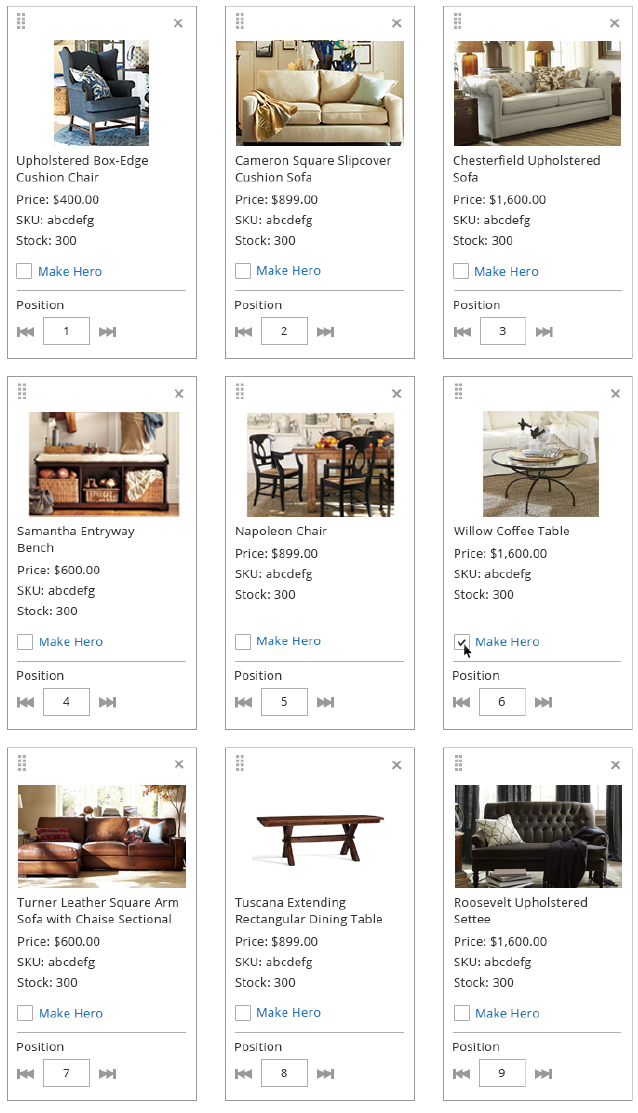 Upholstered Box-Edge
Cushion Chair
Price: $400.00
SKU: abcdefg
Stock: 300
Make Hero
Position
1
Cameron Square Slipcover
Cushion Sofa
Price: $899.00
SKU: abcdefg
Stock: 300
Make Hero
Position
2
Chesterfield Upholstered
Sofa
Price: $1,600.00
SKU: abcdefg
Stock: 300
Make Hero
Position
3
Samantha Entryway
Bench
Price: $600.00
SKU: abcdefg
Stock: 300
Make Hero
Position
4
Napoleon Chair
Price: $899.00
SKU: abcdefg
Stock: 300
Make Hero
Position
5
Willow Coffee Table
Price: $1,600.00
SKU: abcdefg
Stock: 300
Make Hero
Position
6
Turner Leather Square Arm
Sofa with Chaise Sectional
Price: $600.00
SKU: abcdefg
Stock: 300
Make Hero
Position
7
Tuscana Extending
Rectangular Dining Table
Price: $899.00
SKU: abcdefg
Stock: 300
Make Hero
Position
8
Roosevelt Upholstered
Settee
Price: $1,600.00
SKU: abcdefg
Stock: 300
Make Hero
Position
9